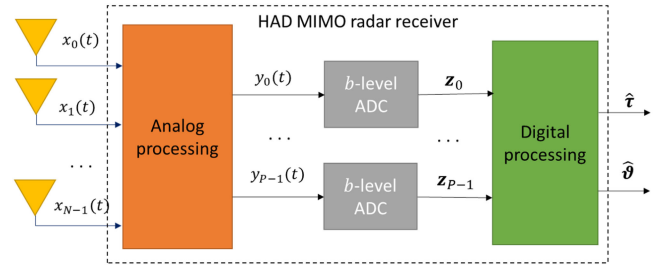 HAD MIMO radar receiver
x₀(t)
x₁(t)
. . .
x_{N−1}(t)
Analog
processing
y₀(t)
. . .
y_{P−1}(t)
b-level
ADC
b-level
ADC
z₀
. . .
z_{P−1}
Digital
processing
τ̂
ϑ̂